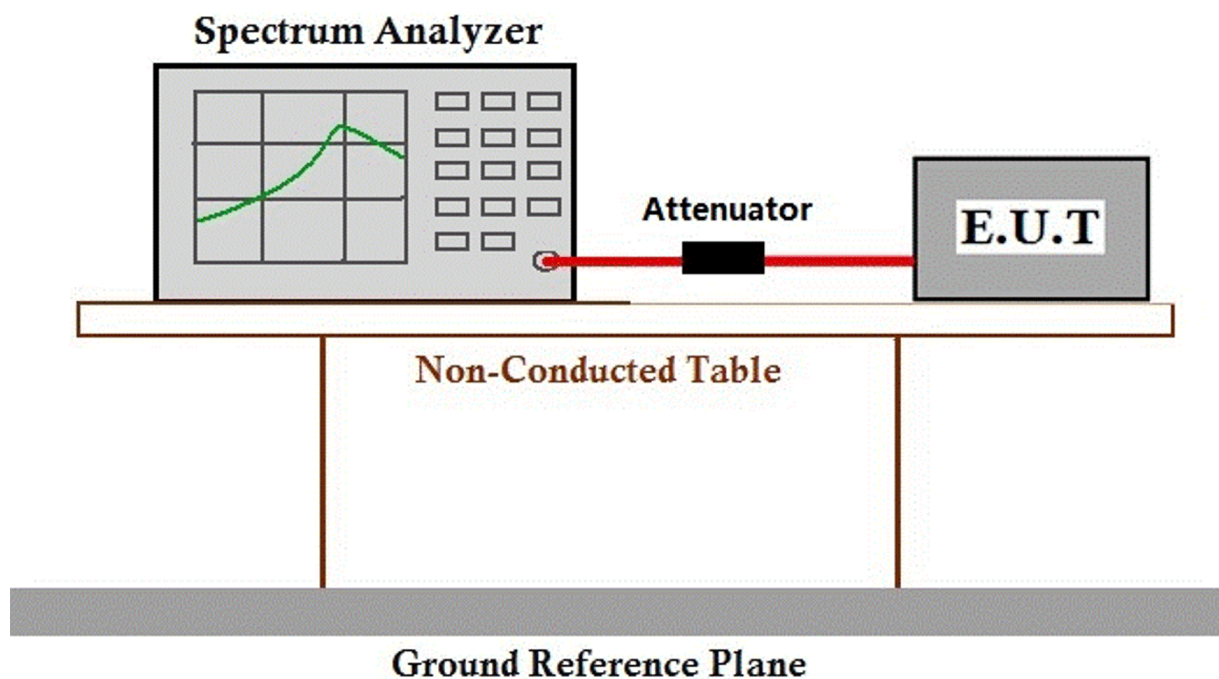 Spectrum Analyzer
Attenuator
E.U.T
Non-Conducted Table
Ground Reference Plane